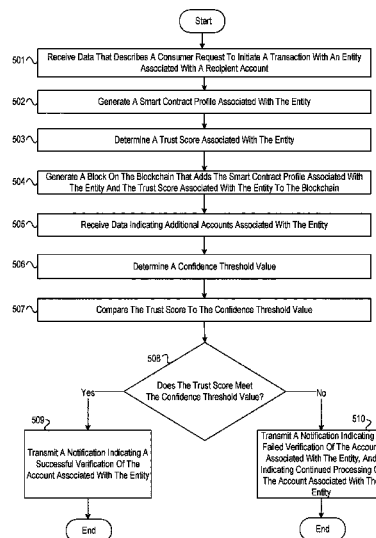 Start
501
Receive Data That Describes A Consumer Request To Initiate A Transaction With An Entity
Associated With A Recipient Account
502
Generate A Smart Contract Profile Associated With The Entity
503
Determine A Trust Score Associated With The Entity
504
Generate A Block On The Blockchain That Adds The Smart Contract Profile Associated With
The Entity And The Trust Score Associated With The Entity To The Blockchain
505
Receive Data Indicating Additional Accounts Associated With The Entity
506
Determine A Confidence Threshold Value
507
Compare The Trust Score To The Confidence Threshold Value
508
Does The Trust Score Meet
The Confidence Threshold Value?
Yes
No
509
Transmit A Notification Indicating A
Successful Verification Of The
Account Associated With The Entity
510
Transmit A Notification Indicating
Failed Verification Of The Accoun
Associated With The Entity, And
Indicating Continued Processing O
The Account Associated With The
Entity
End
End